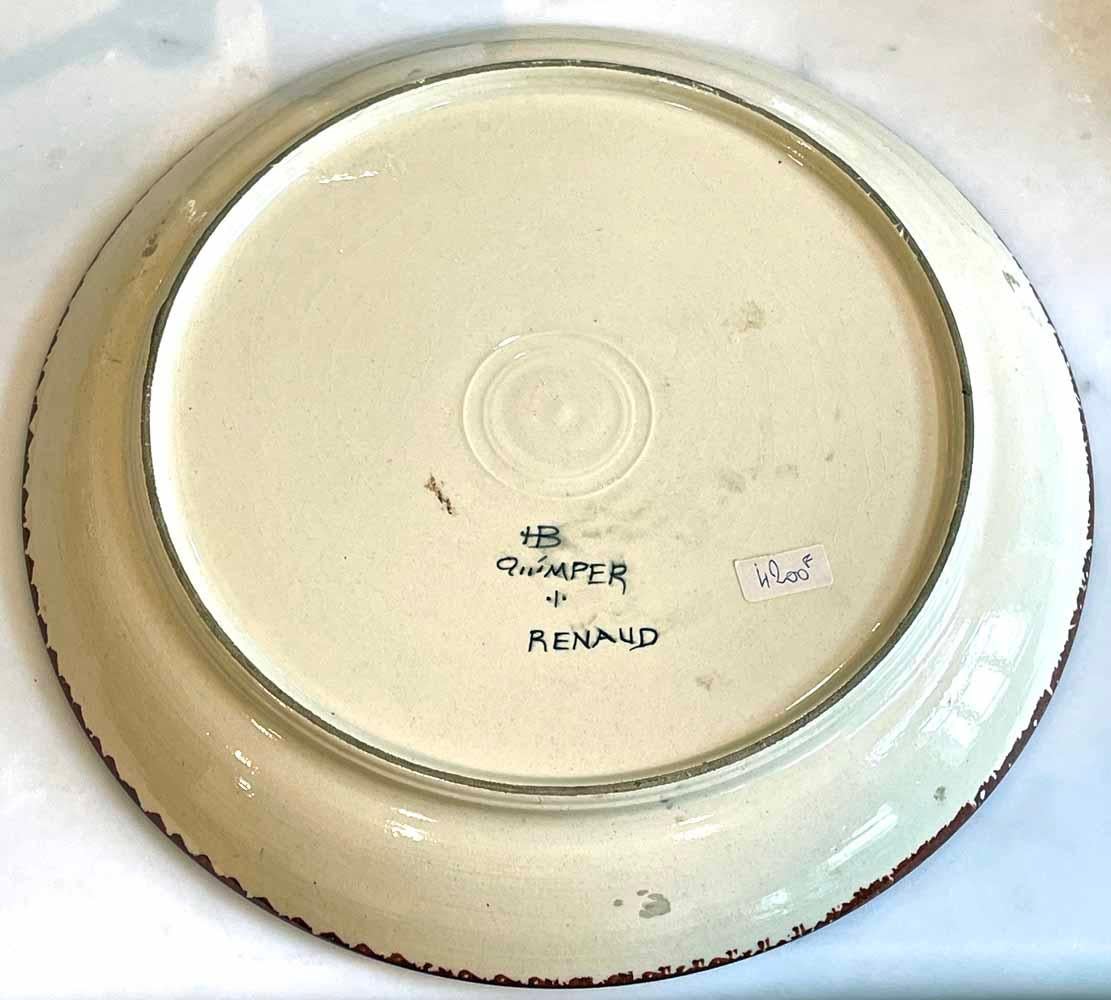 HB
QUIMPER
RENAUD
4200F